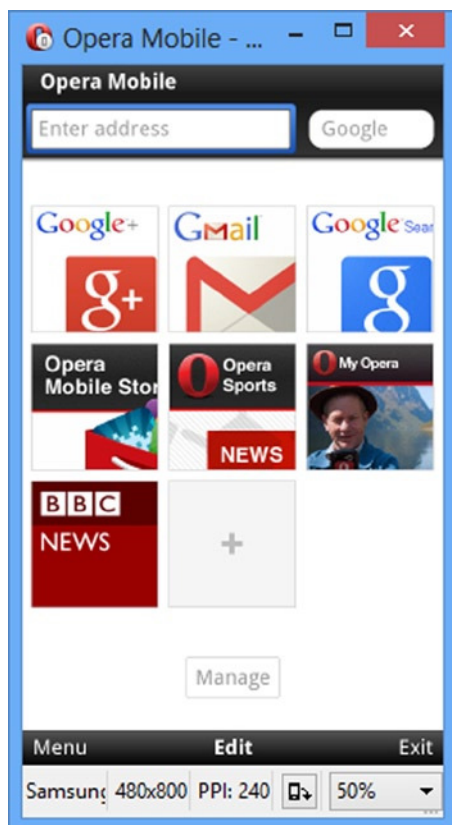 Opera Mobile - ...
Opera Mobile
Enter address
Google
Google+
g+
Gmail
Google Sear
g
Opera
Mobile Stor
Opera
Sports
NEWS
My Opera
BBC
NEWS
+
Manage
Menu
Edit
Exit
Samsung
480x800
PPI: 240
50%